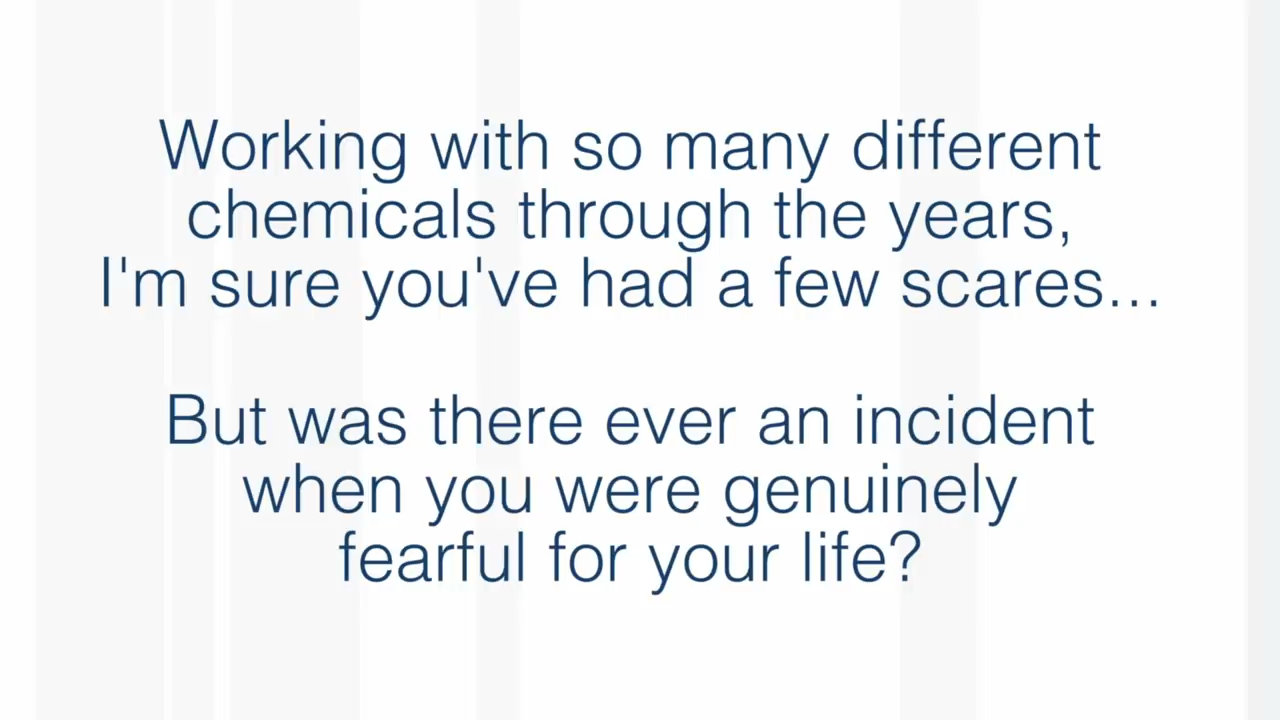 Working with so many different
chemicals through the years,
I'm sure you've had a few scares...
But was there ever an incident
when you were genuinely
fearful for your life?